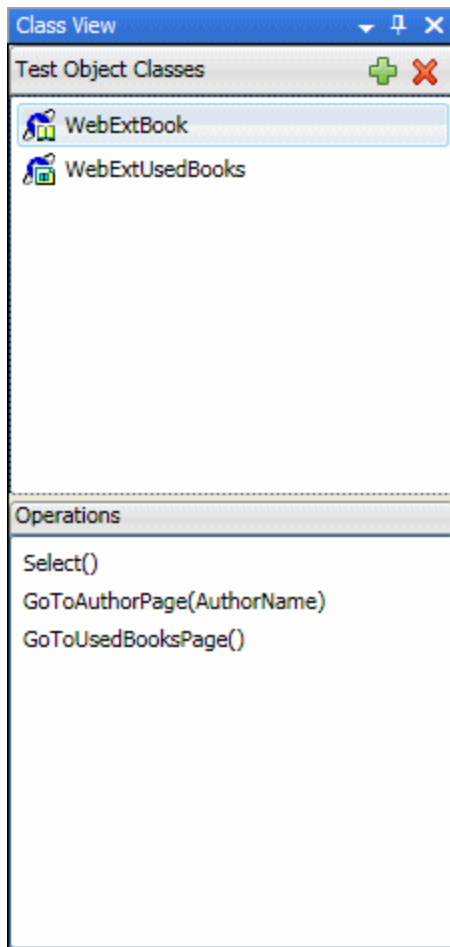 Class View
Test Object Classes
WebExtBook
WebExtUsedBooks
Operations
Select()
GoToAuthorPage(AuthorName)
GoToUsedBooksPage()